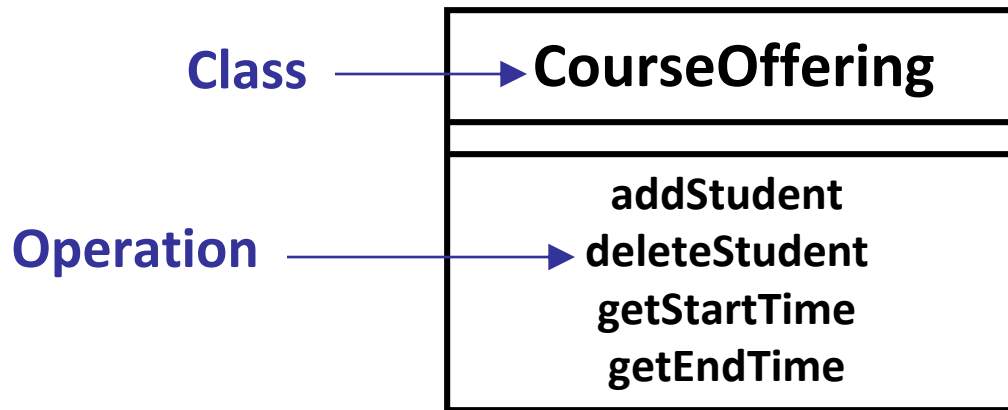 Class
CourseOffering
addStudent
Operation
deleteStudent
getStartTime
getEndTime